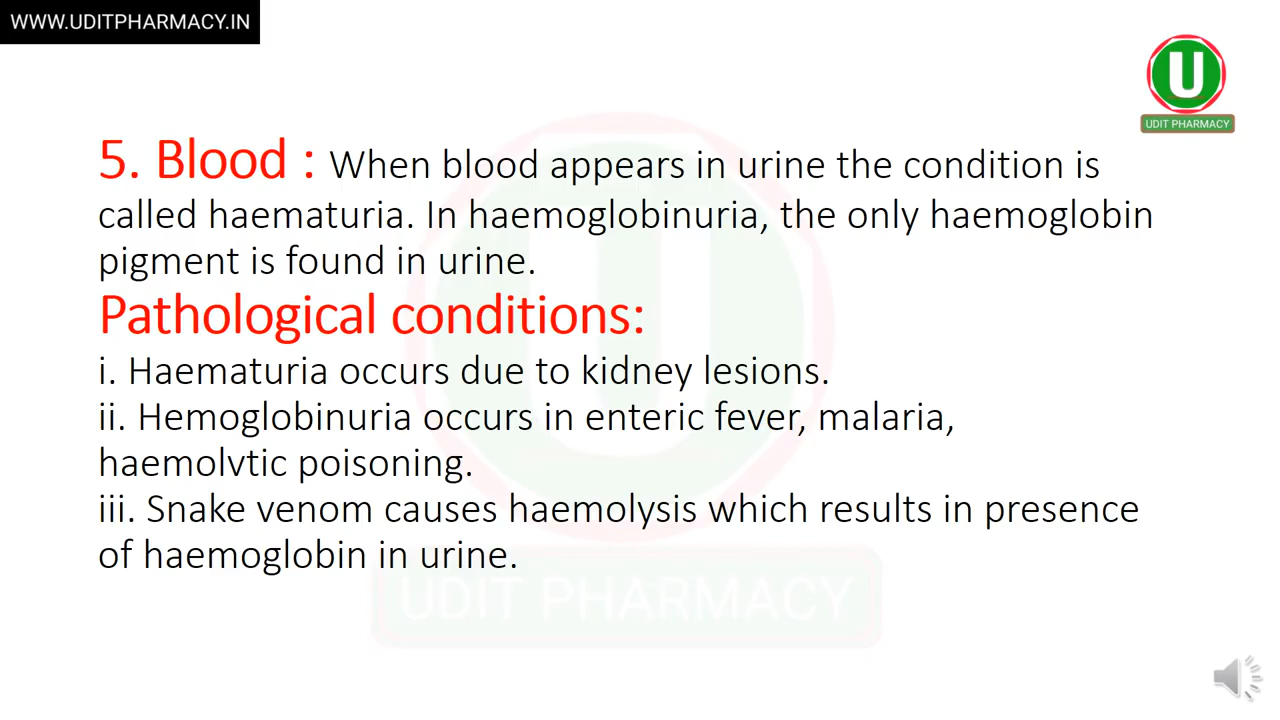 WWW.UDITPHARMACY.IN
U
UDIT PHARMACY
5. Blood : When blood appears in urine the condition is
called haematuria. In haemoglobinuria, the only haemoglobin
pigment is found in urine.
Pathological conditions:
i. Haematuria occurs due to kidney lesions.
ii. Hemoglobinuria occurs in enteric fever, malaria,
haemolvtic poisoning.
iii. Snake venom causes haemolysis which results in presence
of haemoglobin in urine.
U
UDIT PHARMACY